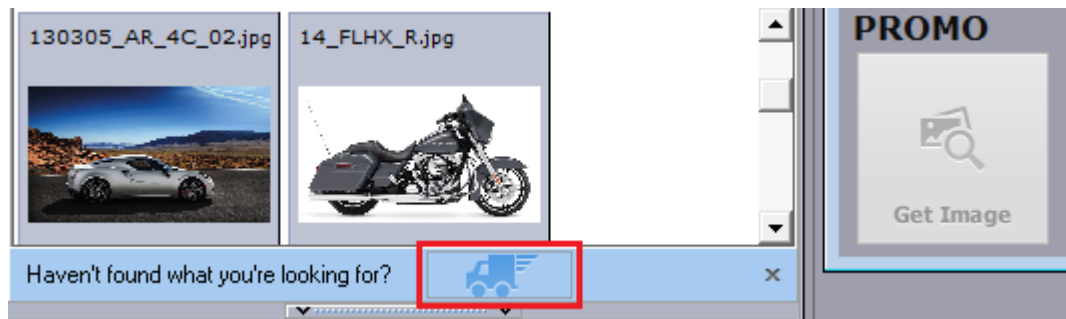 130305_AR_4C_02.jpg
14_FLHX_R.jpg
PROMO
Get Image
Haven't found what you're looking for?